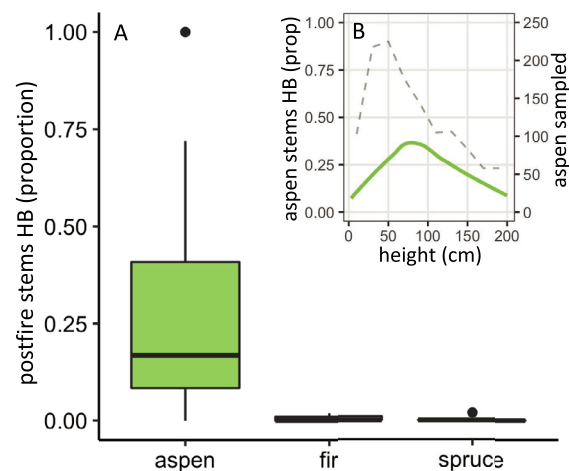 A
postfire stems HB (proportion)
1.00
0.75
0.50
0.25
0.00
aspen
fir
spruce
B
aspen stems HB (prop)
1.00
0.75
0.50
0.25
0.00
aspen sampled
250
200
150
100
50
0
0
50
100
150
200
height (cm)